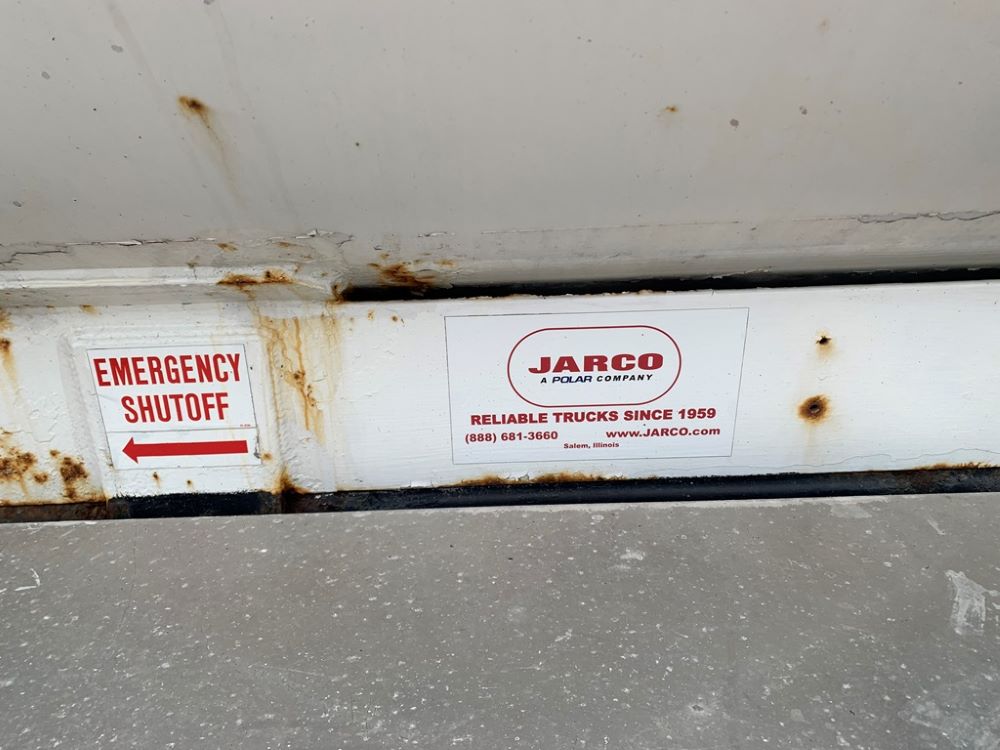 EMERGENCY
SHUTOFF
JARCO
A POLAR COMPANY
RELIABLE TRUCKS SINCE 1959
(888) 681-3660 www.JARCO.com
Salem, Illinois